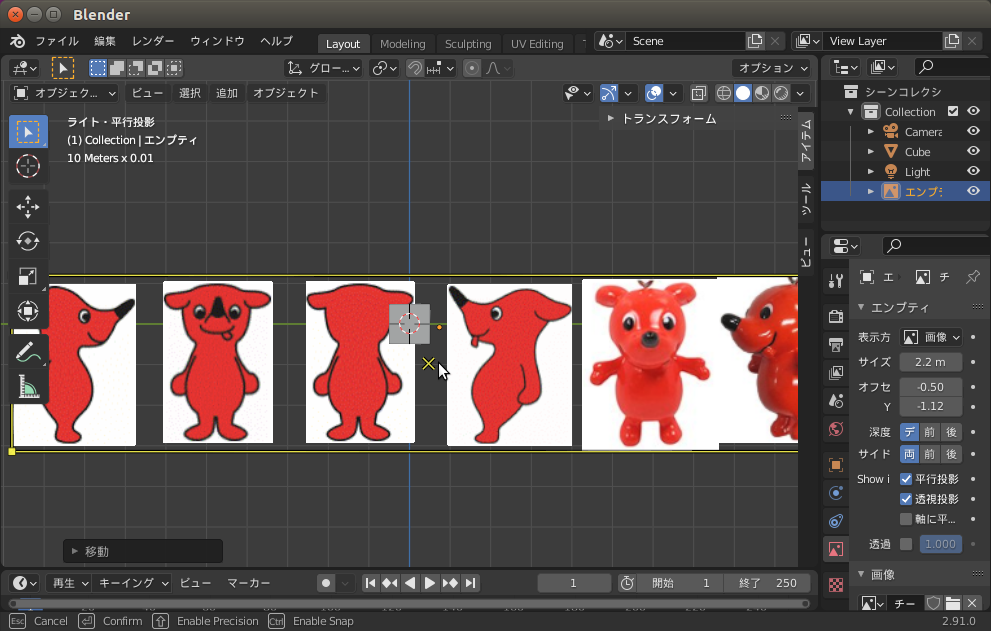 Blender
ファイル 編集 レンダー ウィンドウ ヘルプ Layout Modeling Sculpting UV Editing Scene View Layer
グロー... オプション
オブジェク... ビュー 選択 追加 オブジェクト
シーンコレクシ
Collection
Camera
Cube
Light
ライト・平行投影
(1) Collection | エンプティ
10 Meters x 0.01
トランスフォーム
アイテム
ツール
ビュー
エ チ
エンプティ
表示方 画像
サイズ 2.2 m
オフセ -0.50
Y -1.12
深度 デ 前 後
サイド 両 前 後
Show i 平行投影
透視投影
軸に平...
透過 1.000
画像
チー
移動
再生 キーイング ビュー マーカー 1 開始 1 終了 250
Esc Cancel Confirm Enable Precision Ctrl Enable Snap 2.91.0